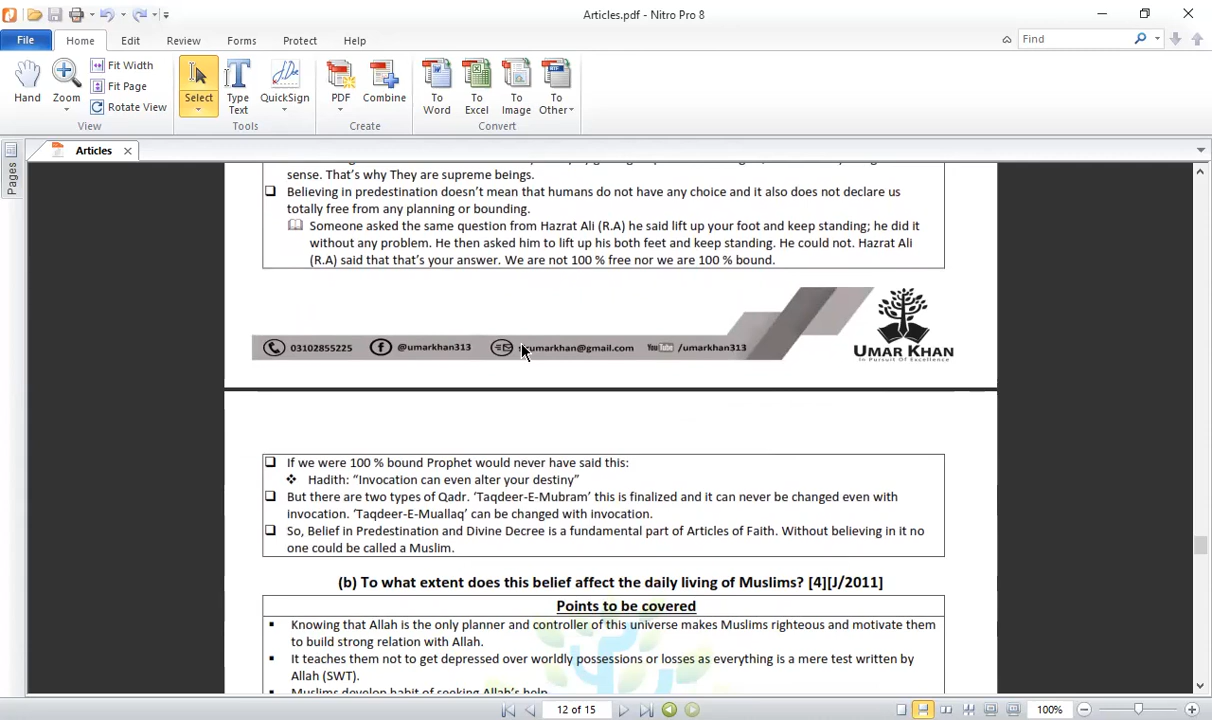 Articles.pdf - Nitro Pro 8
File Home Edit Review Forms Protect Help Find
Hand Zoom Fit Width Fit Page Rotate View Select Type Text QuickSign PDF Combine To Word To Excel To Image To Other
View Tools Create Convert
Articles
Pages
sense. That's why They are supreme beings.
❑ Believing in predestination doesn't mean that humans do not have any choice and it also does not declare us
totally free from any planning or bounding.
Someone asked the same question from Hazrat Ali (R.A) he said lift up your foot and keep standing; he did it
without any problem. He then asked him to lift up his both feet and keep standing. He could not. Hazrat Ali
(R.A) said that that's your answer. We are not 100 % free nor we are 100 % bound.
03102855225 @umarkhan313 umarkhan@gmail.com You Tube /umarkhan313
UMAR KHAN
In Pursuit Of Excellence
❑ If we were 100 % bound Prophet would never have said this:
❖ Hadith: "Invocation can even alter your destiny"
❑ But there are two types of Qadr. 'Taqdeer-E-Mubram' this is finalized and it can never be changed even with
invocation. 'Taqdeer-E-Muallaq' can be changed with invocation.
❑ So, Belief in Predestination and Divine Decree is a fundamental part of Articles of Faith. Without believing in it no
one could be called a Muslim.
(b) To what extent does this belief affect the daily living of Muslims? [4][J/2011]
Points to be covered
▪ Knowing that Allah is the only planner and controller of this universe makes Muslims righteous and motivate them
to build strong relation with Allah.
▪ It teaches them not to get depressed over worldly possessions or losses as everything is a mere test written by
Allah (SWT).
▪ Muslims develop habit of seeking Allah's help
12 of 15 100%